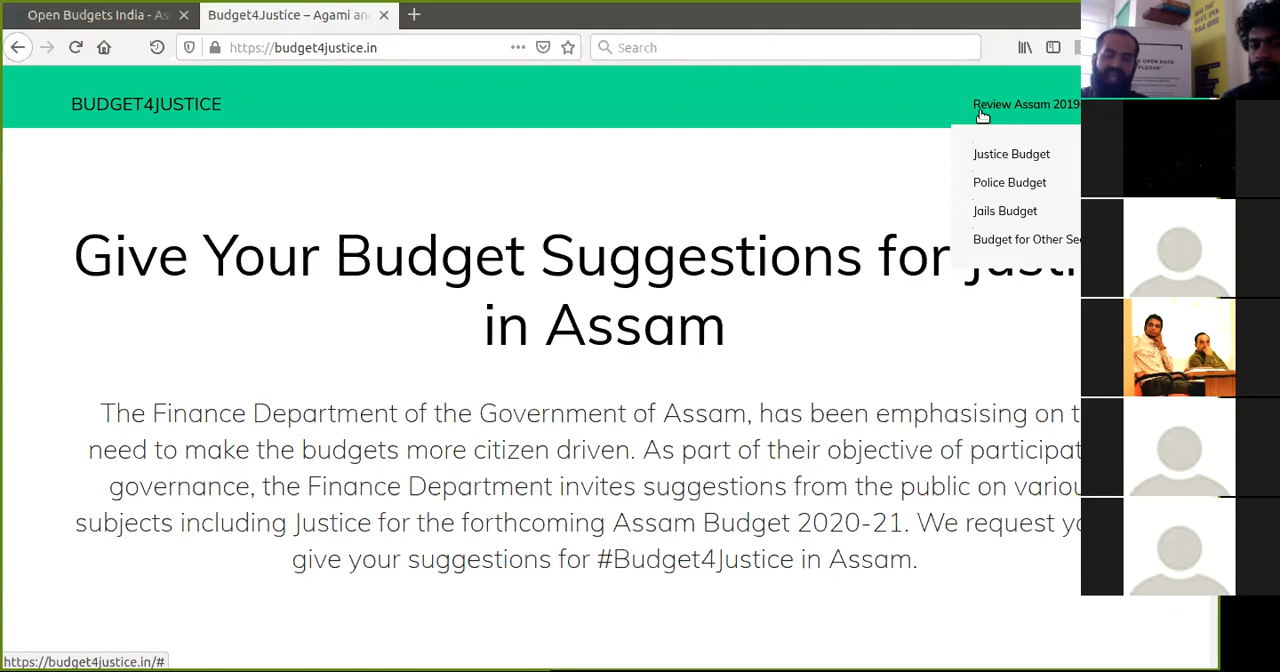 Open Budgets India - As
Budget4Justice – Agami an
https://budget4justice.in
Search
BUDGET4JUSTICE
Review Assam 2019
Justice Budget
Police Budget
Jails Budget
Budget for Other Sec
Give Your Budget Suggestions for Justi
in Assam
The Finance Department of the Government of Assam, has been emphasising on t
need to make the budgets more citizen driven. As part of their objective of participat
governance, the Finance Department invites suggestions from the public on variou
subjects including Justice for the forthcoming Assam Budget 2020-21. We request yo
give your suggestions for #Budget4Justice in Assam.
https://budget4justice.in/#
OPEN DATA
PLEDGE"